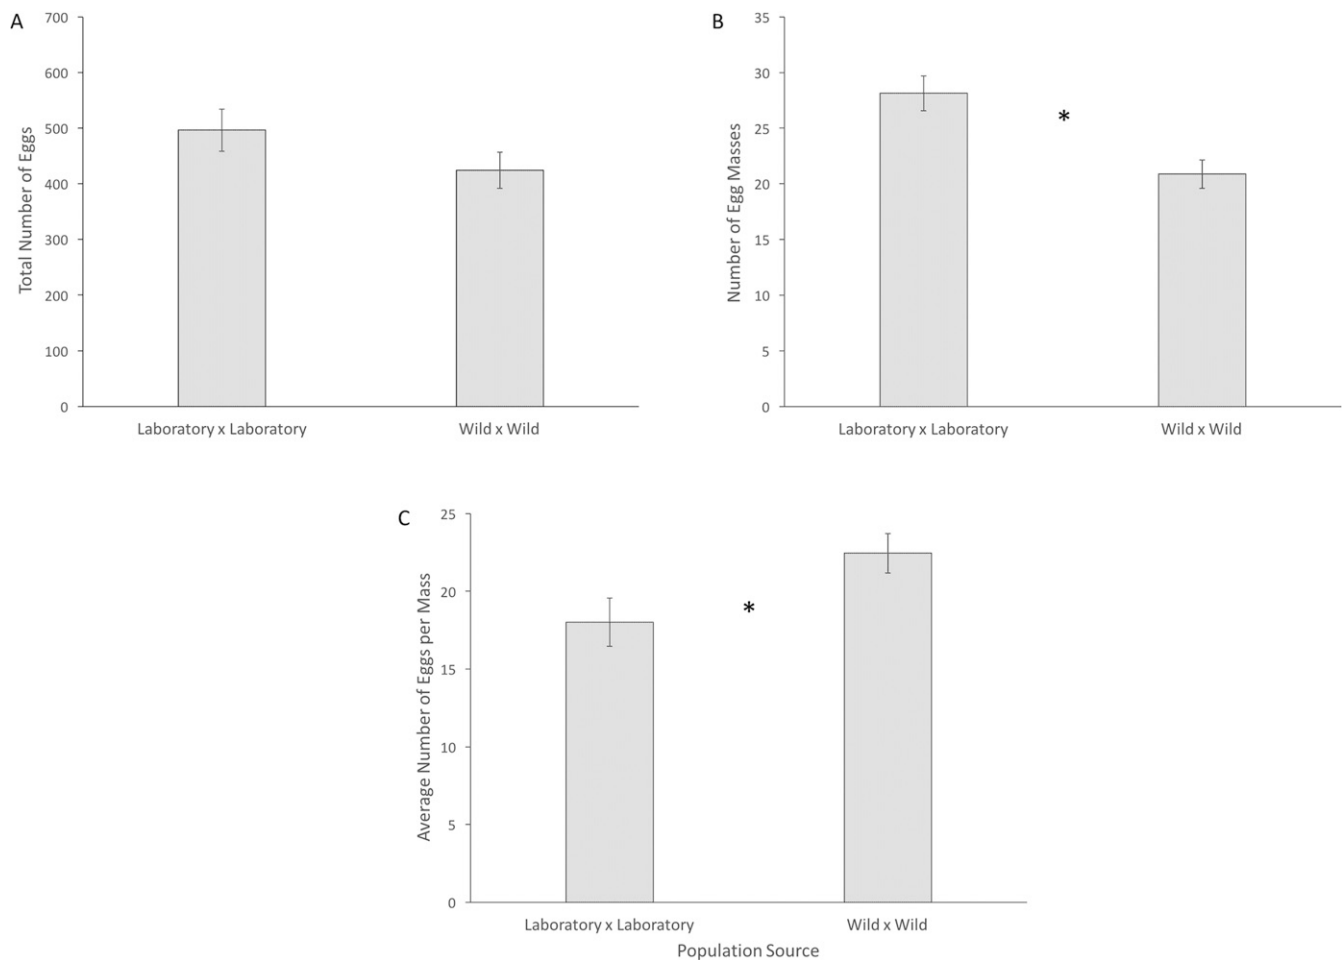 A
700
600
500
400
300
200
100
0
Total Number of Eggs
Laboratory x Laboratory
Wild x Wild
B
35
30
25
20
15
10
5
0
Number of Egg Masses
*
Laboratory x Laboratory
Wild x Wild
C
25
20
15
10
5
0
Average Number of Eggs per Mass
*
Laboratory x Laboratory
Wild x Wild
Population Source